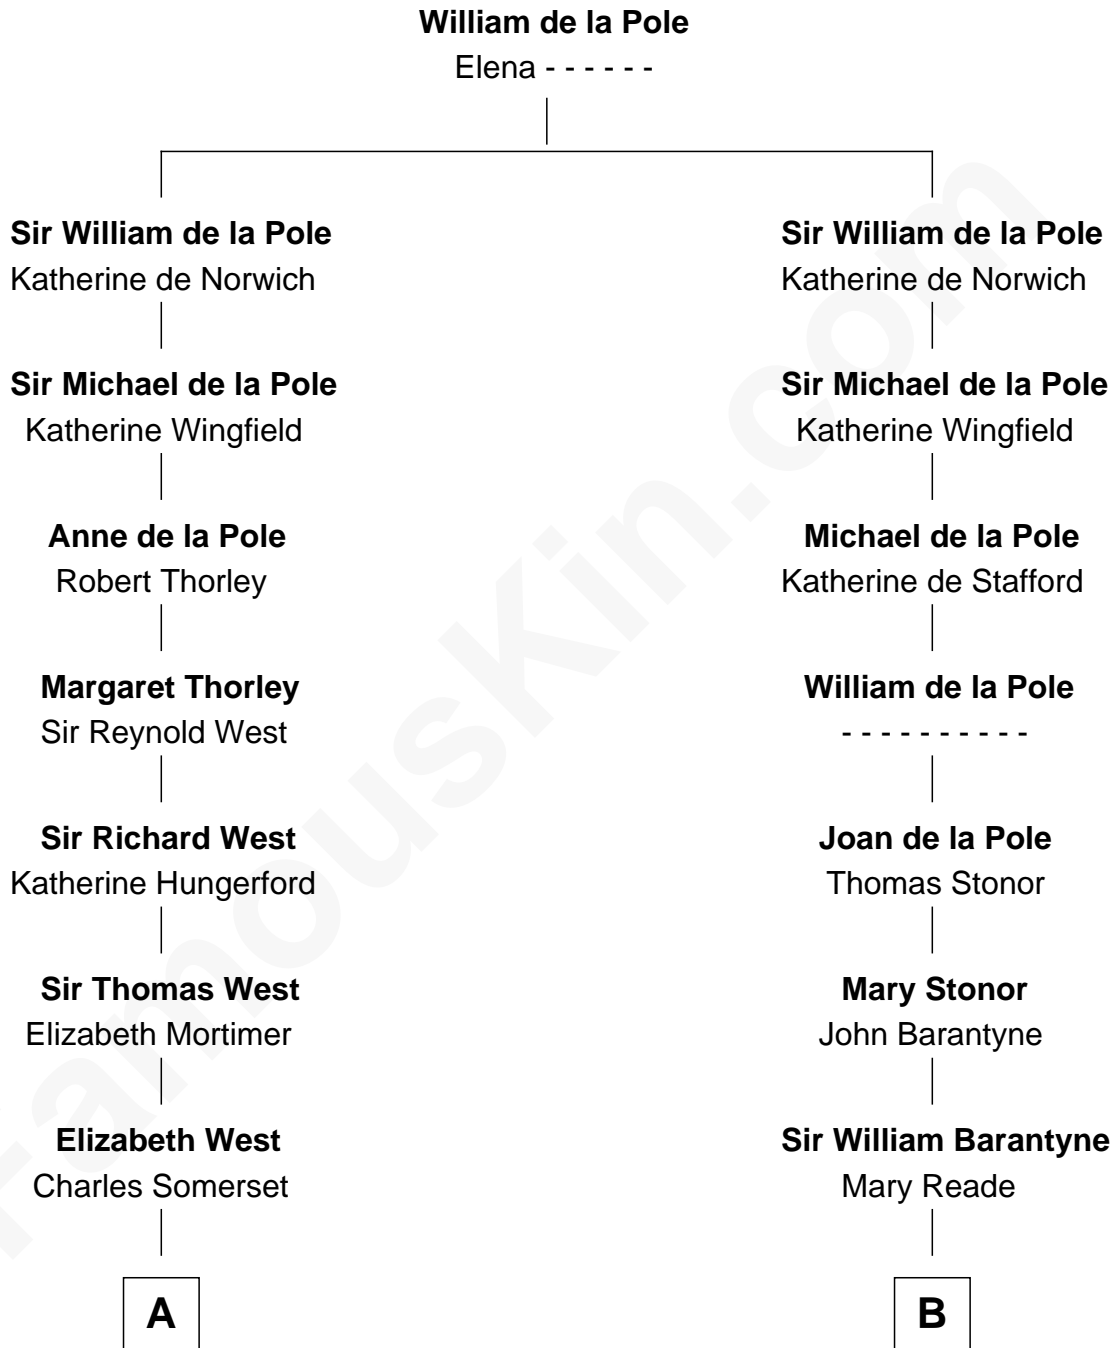 William de la Pole
Elena - - - - - -
Sir William de la Pole
Katherine de Norwich
Sir Michael de la Pole
Katherine Wingfield
Anne de la Pole
Robert Thorley
Margaret Thorley
Sir Reynold West
Sir Richard West
Katherine Hungerford
Sir Thomas West
Elizabeth Mortimer
Elizabeth West
Charles Somerset
A
Sir William de la Pole
Katherine de Norwich
Sir Michael de la Pole
Katherine Wingfield
Michael de la Pole
Katherine de Stafford
William de la Pole
- - - - - - - - - -
Joan de la Pole
Thomas Stonor
Mary Stonor
John Barantyne
Sir William Barantyne
Mary Reade
B
FamousKin.com